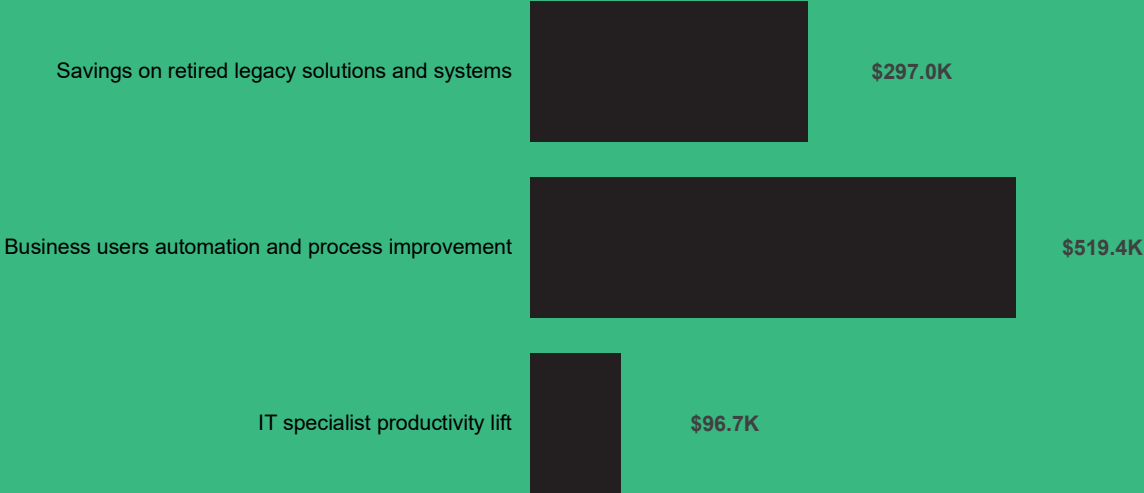 Savings on retired legacy solutions and systems $297.0K
Business users automation and process improvement $519.4K
IT specialist productivity lift $96.7K